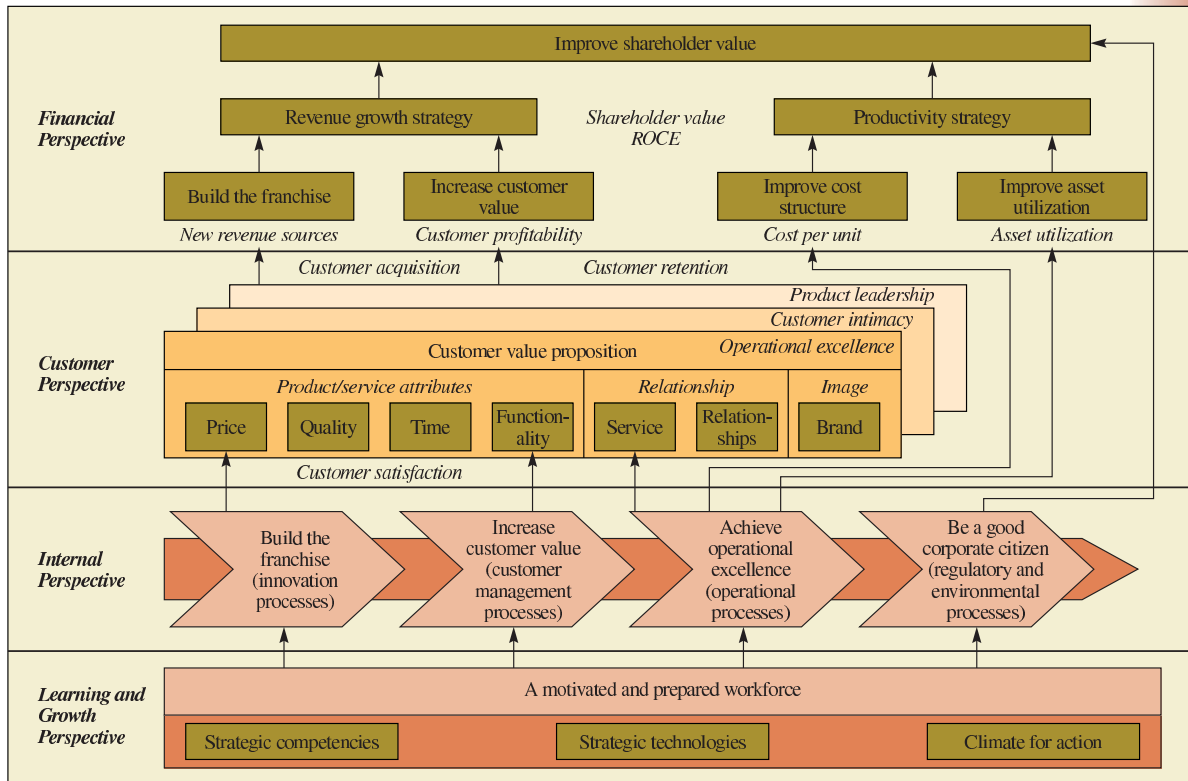 Improve shareholder value
Financial
Perspective
Revenue growth strategy
Shareholder value
ROCE
Productivity strategy
Build the franchise
Increase customer
value
Improve cost
structure
Improve asset
utilization
New revenue sources
Customer profitability
Cost per unit
Asset utilization
Customer acquisition
Customer retention
Customer
Perspective
Product leadership
Customer intimacy
Operational excellence
Customer value proposition
Product/service attributes
Relationship
Image
Price
Quality
Time
Function-
ality
Service
Relation-
ships
Brand
Customer satisfaction
Internal
Perspective
Build the
franchise
(innovation
processes)
Increase
customer value
(customer
management
processes)
Achieve
operational
excellence
(operational
processes)
Be a good
corporate citizen
(regulatory and
environmental
processes)
Learning and
Growth
Perspective
A motivated and prepared workforce
Strategic competencies
Strategic technologies
Climate for action